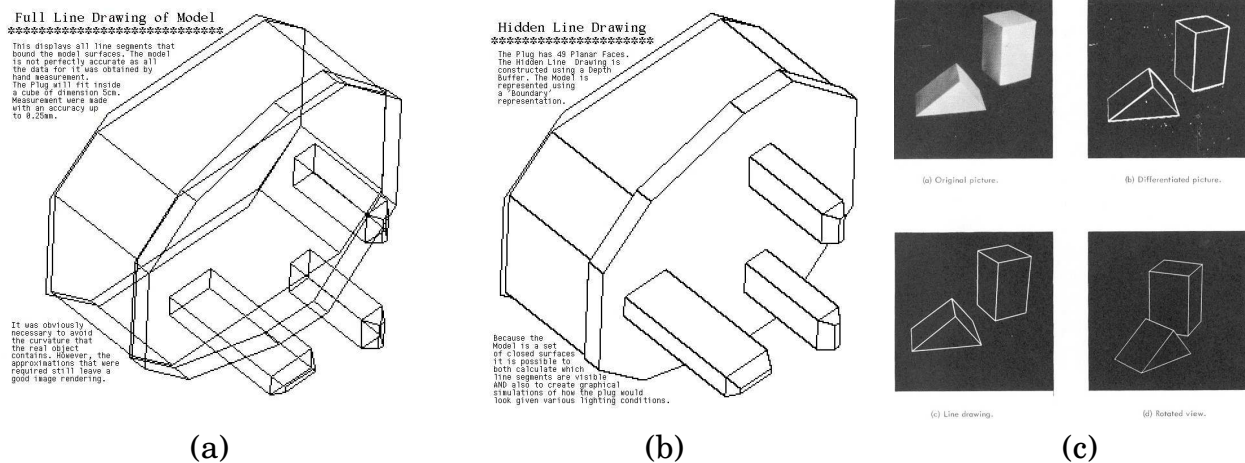 Full Line Drawing of Model
This displays all line segments that
bound the model surfaces. The model
is not perfectly accurate as all
the data for it was obtained by
hand measurement.
The Plug will fit inside
a cube of dimension 5cm.
Measurement were made
with an accuracy up
to 0.25mm.
It was obviously
necessary to avoid
the curvature that
the real object
contains. However, the
approximations that were
required still leave a
good image rendering.
(a)
Hidden Line Drawing
The Plug has 49 Planar Faces.
The Hidden Line Drawing is
constructed using a Depth
Buffer. The Model is
represented using
a 'Boundary'
representation.
Because the
Model is a set
of closed surfaces
it is possible to
both calculate which
line segments are visible
AND also to create graphical
simulations of how the plug would
look given various lighting conditions.
(b)
(a) Original picture.
(b) Differentiated picture.
(c) Line drawing.
(d) Rotated view.
(c)